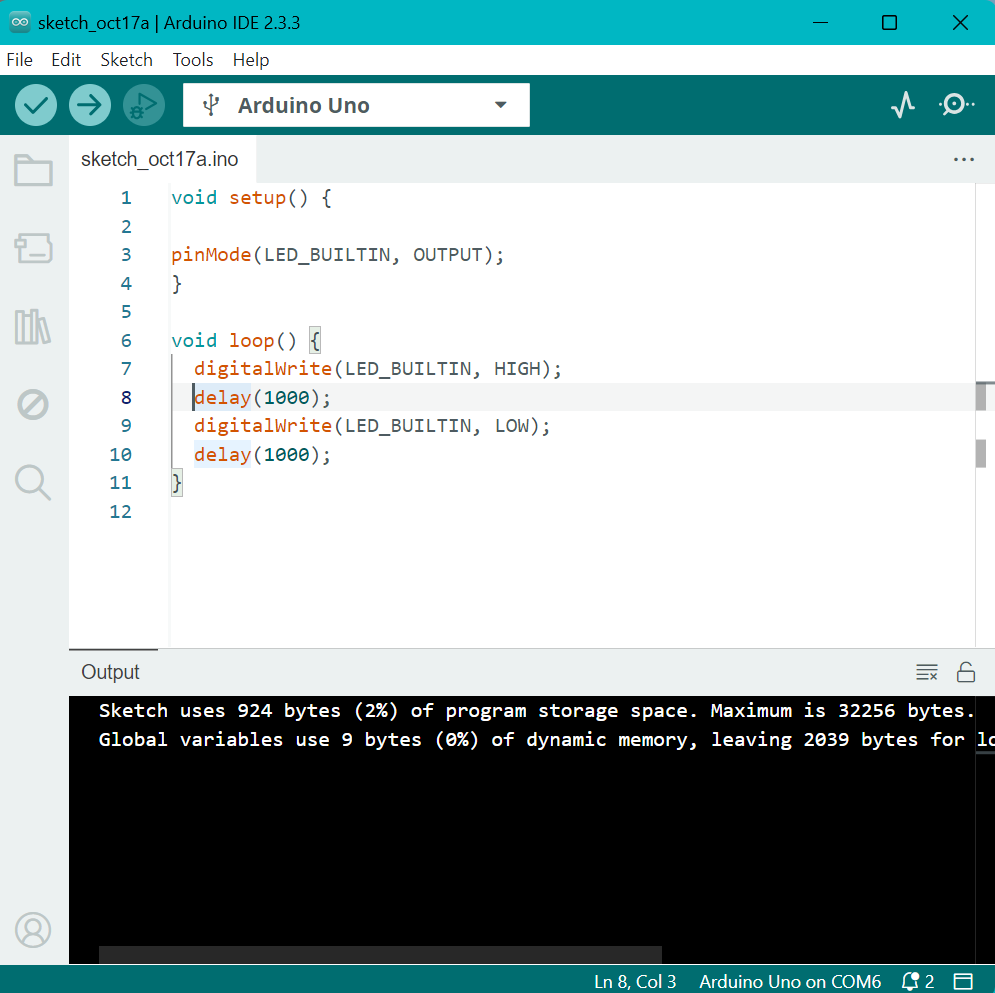 sketch_oct17a | Arduino IDE 2.3.3
File Edit Sketch Tools Help
Arduino Uno
sketch_oct17a.ino
1 void setup() {
2
3 pinMode(LED_BUILTIN, OUTPUT);
4 }
5
6 void loop() {
7 digitalWrite(LED_BUILTIN, HIGH);
8 delay(1000);
9 digitalWrite(LED_BUILTIN, LOW);
10 delay(1000);
11 }
12
Output
Sketch uses 924 bytes (2%) of program storage space. Maximum is 32256 bytes.
Global variables use 9 bytes (0%) of dynamic memory, leaving 2039 bytes for lo
Ln 8, Col 3 Arduino Uno on COM6 2